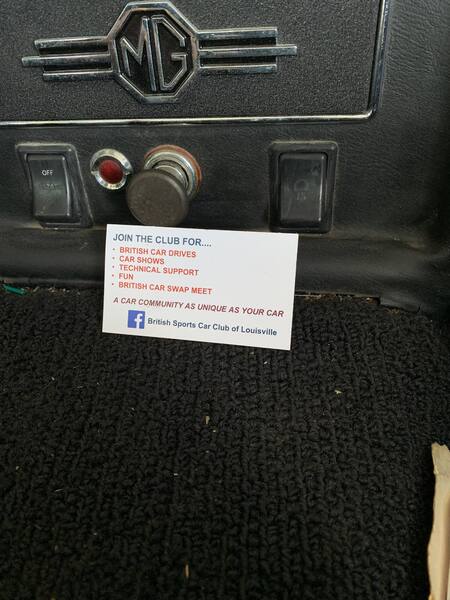 MG
OFF
JOIN THE CLUB FOR....
• BRITISH CAR DRIVES
• CAR SHOWS
• TECHNICAL SUPPORT
• FUN
• BRITISH CAR SWAP MEET
A CAR COMMUNITY AS UNIQUE AS YOUR CAR
f British Sports Car Club of Louisville